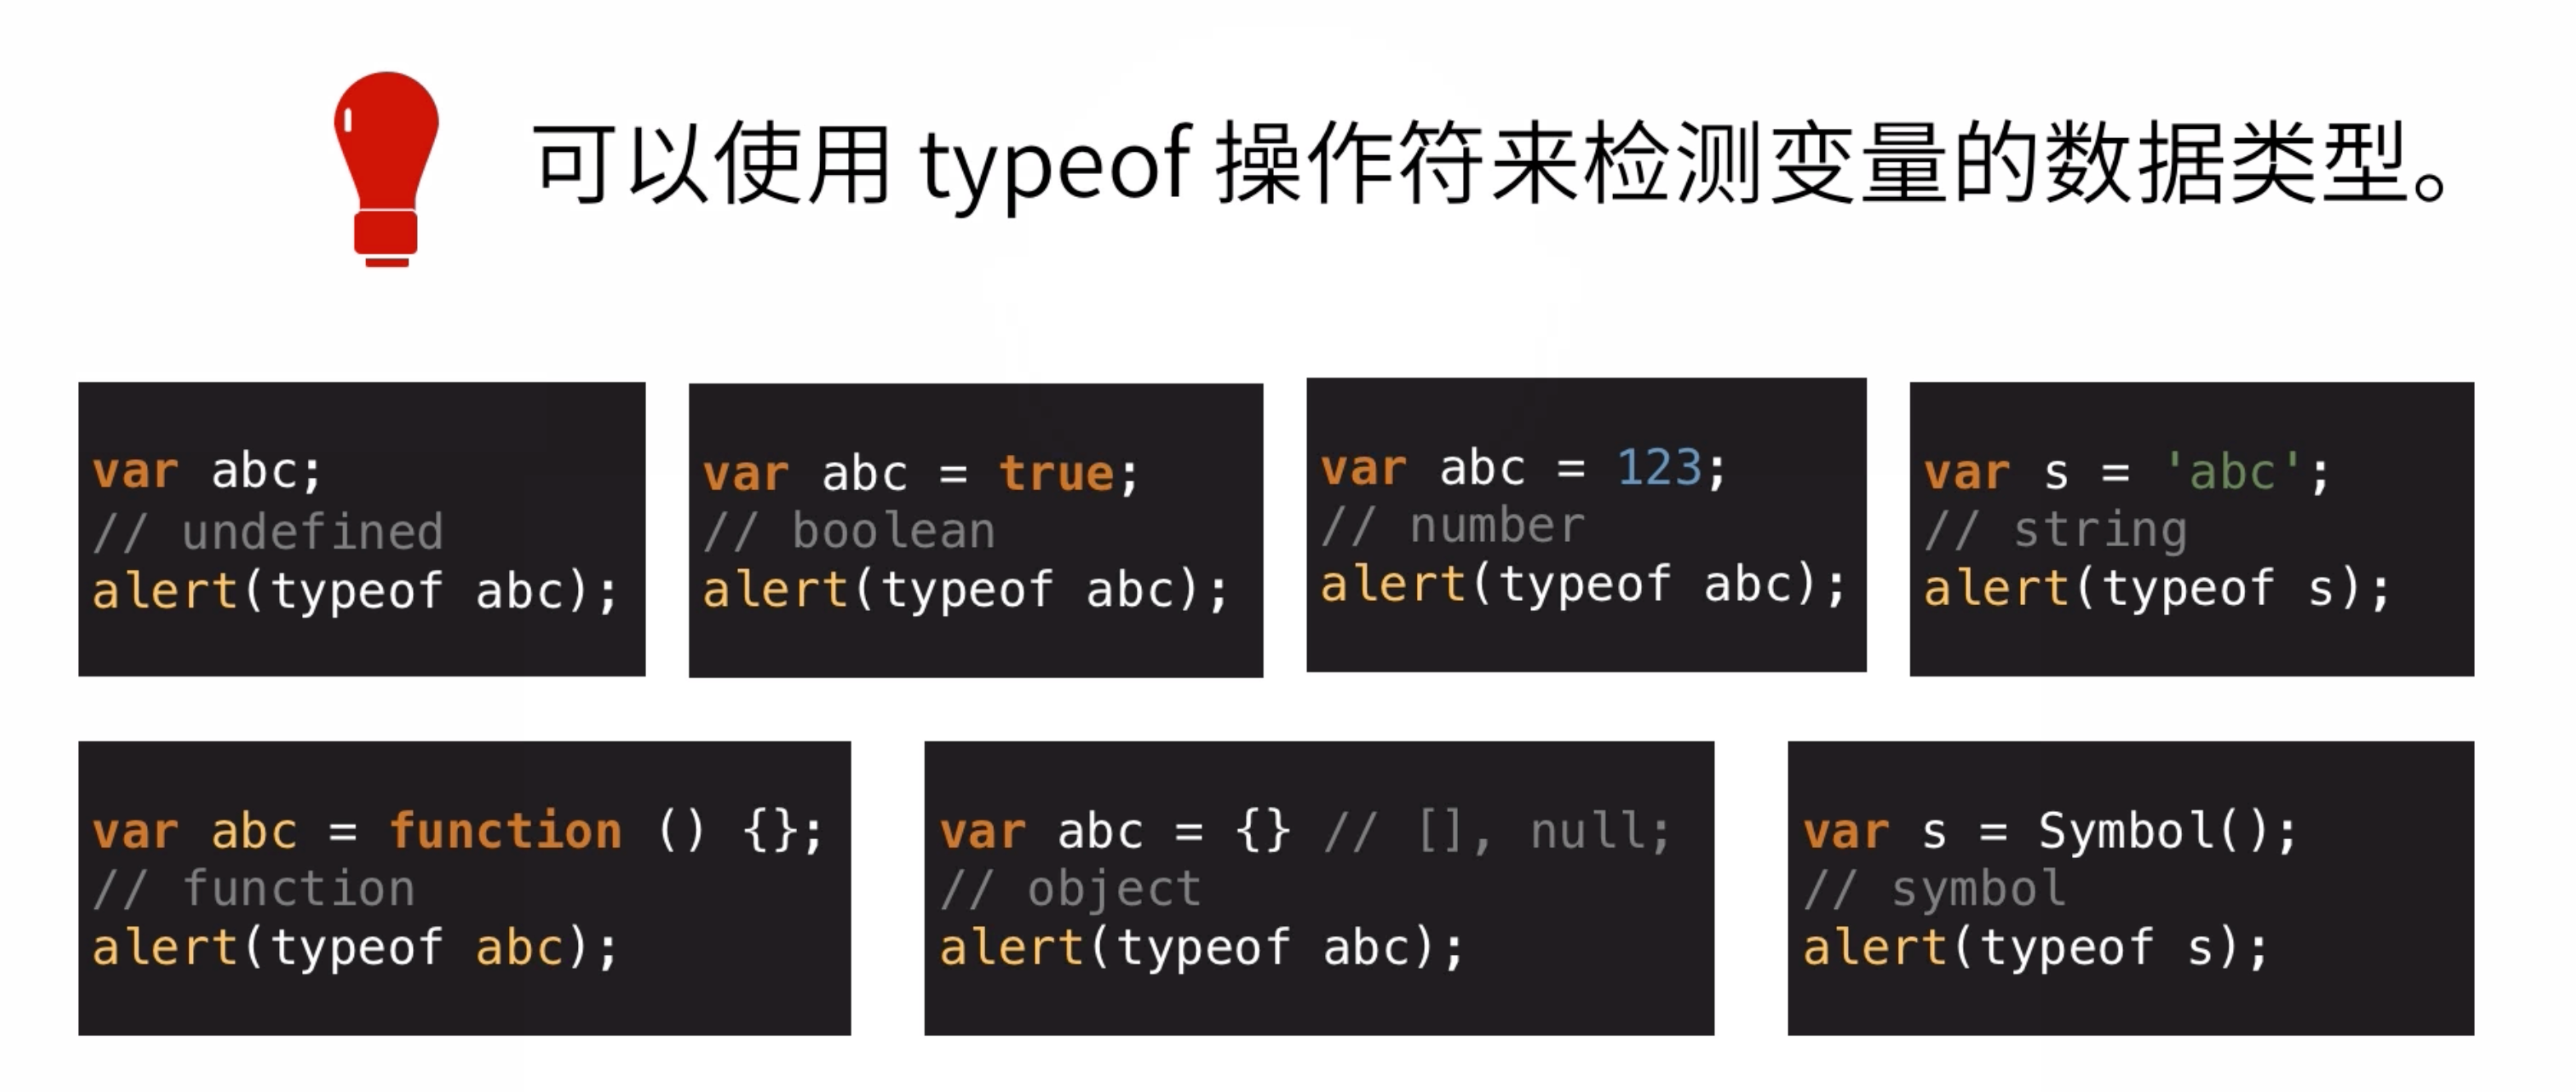 可以使用 typeof 操作符来检测变量的数据类型。
var abc;
// undefined
alert(typeof abc);
var abc = true;
// boolean
alert(typeof abc);
var abc = 123;
// number
alert(typeof abc);
var s = 'abc';
// string
alert(typeof s);
var abc = function () {};
// function
alert(typeof abc);
var abc = {} // [], null;
// object
alert(typeof abc);
var s = Symbol();
// symbol
alert(typeof s);